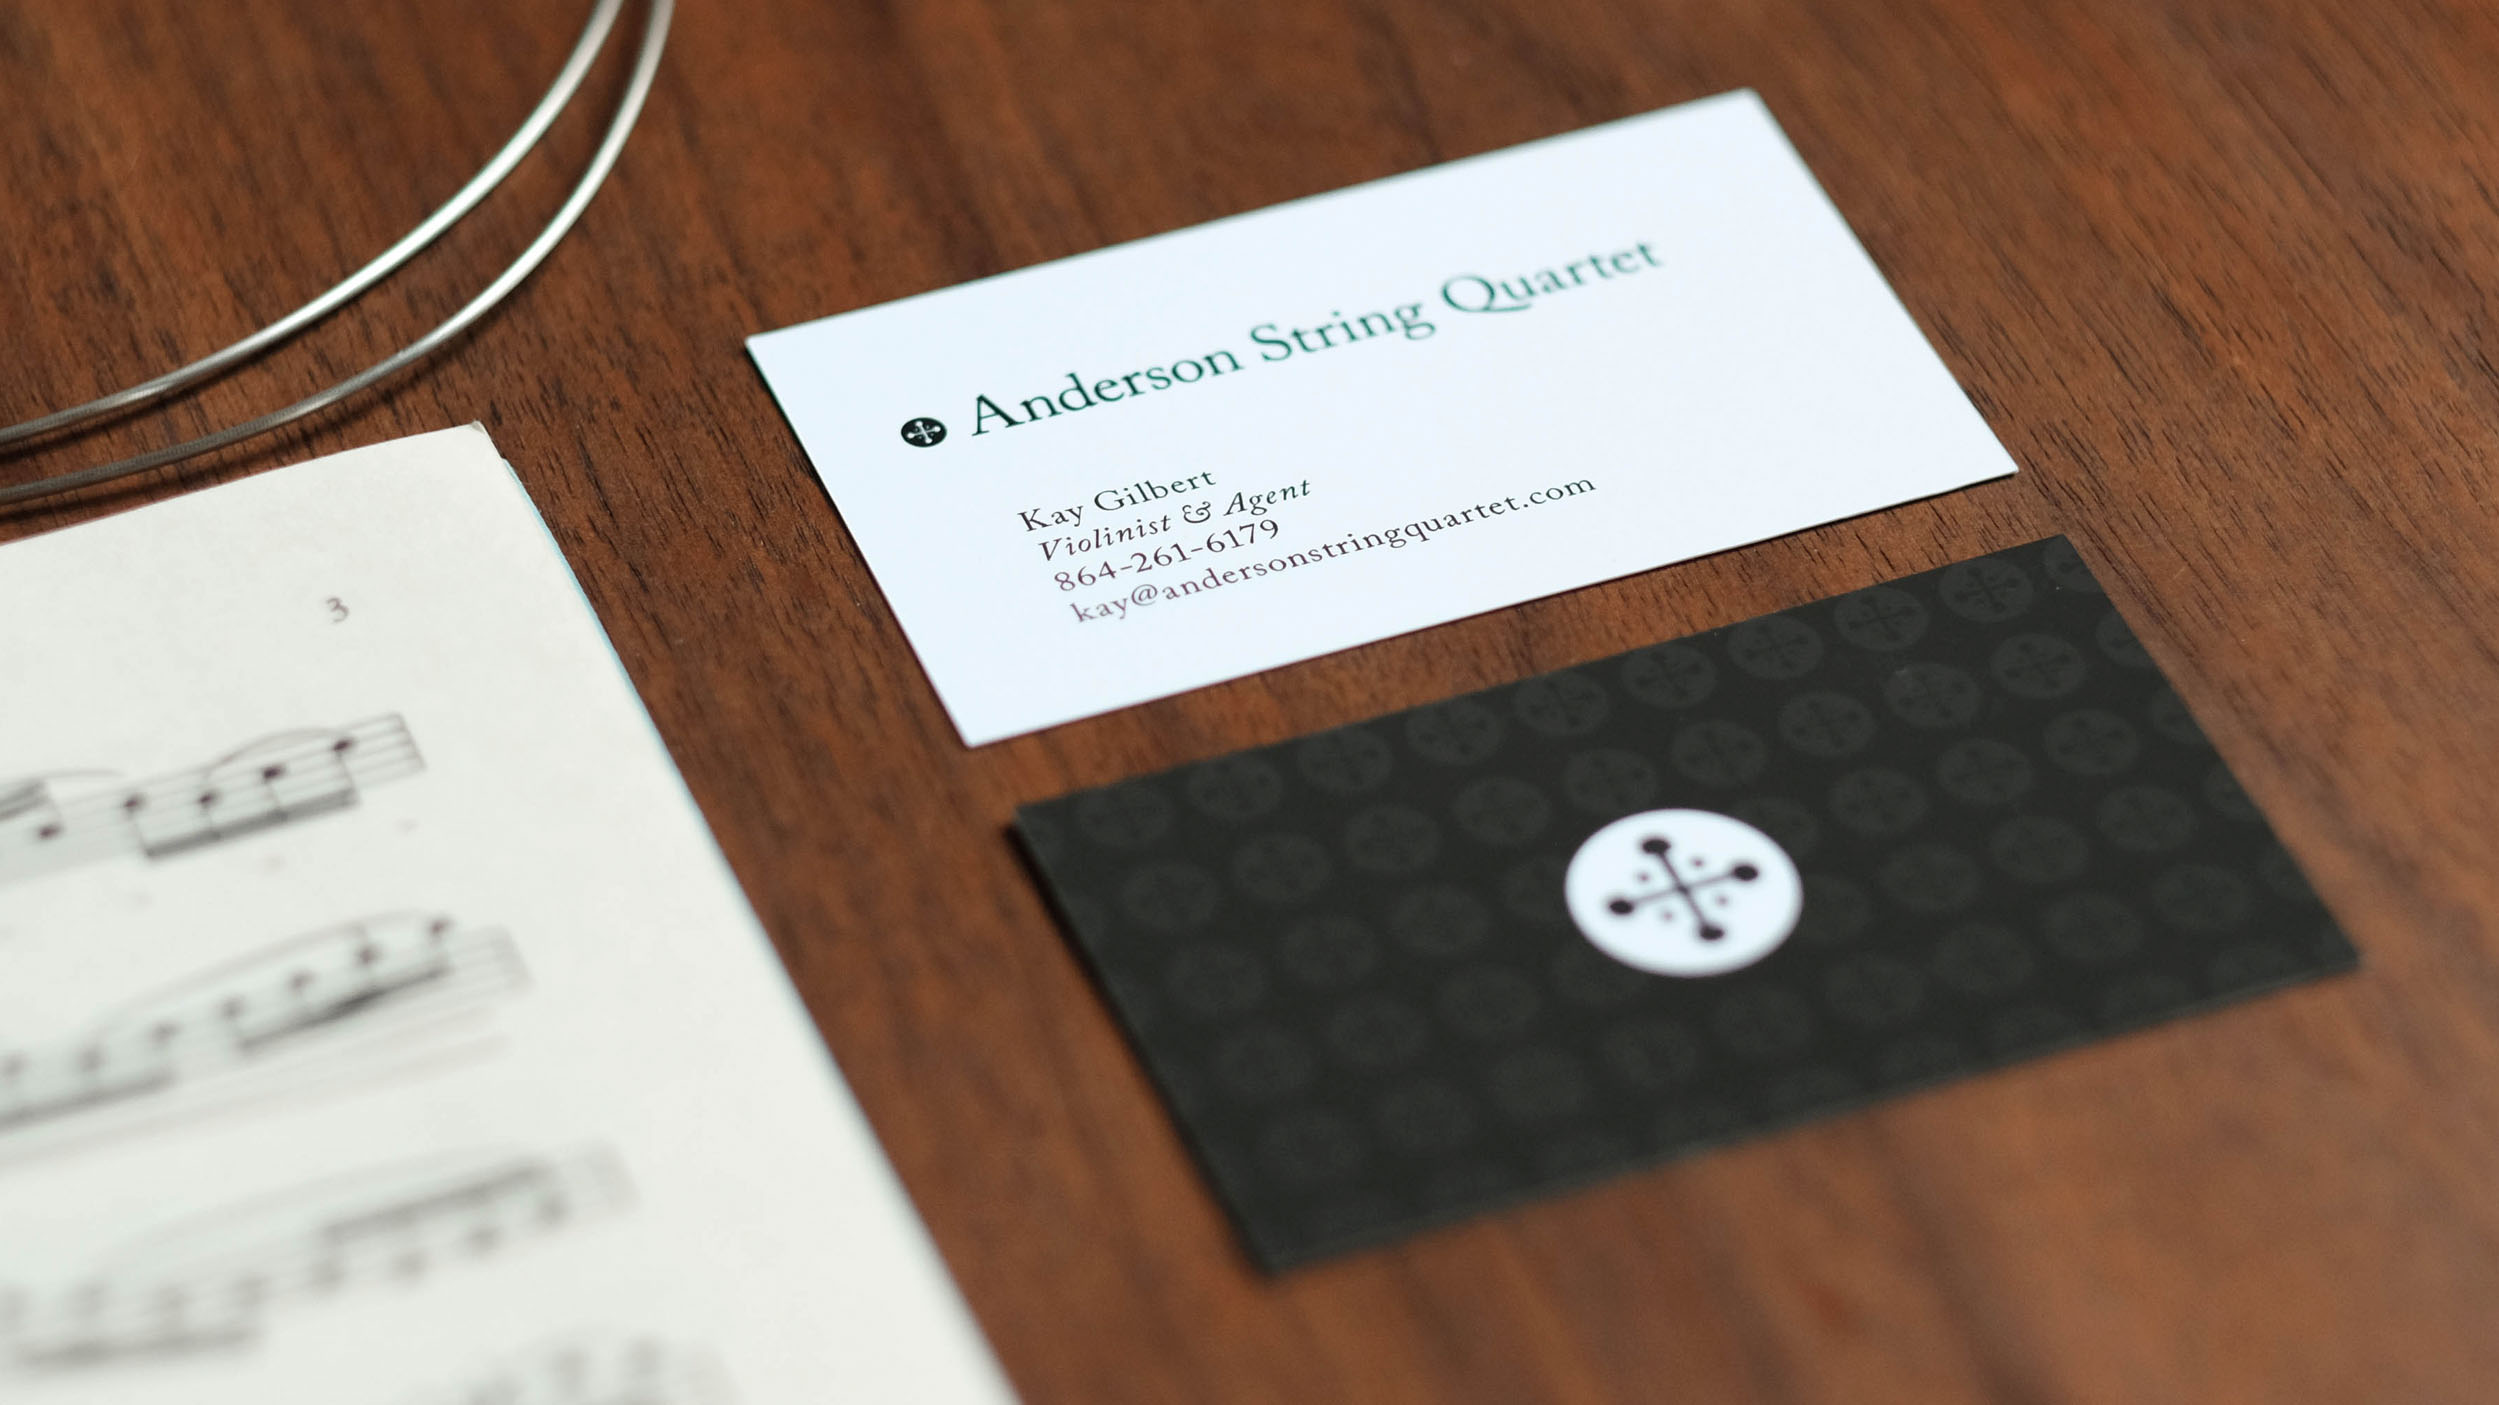 Anderson String Quartet
Kay Gilbert
Violinist & Agent
864-261-6179
kay@andersonstringquartet.com
3